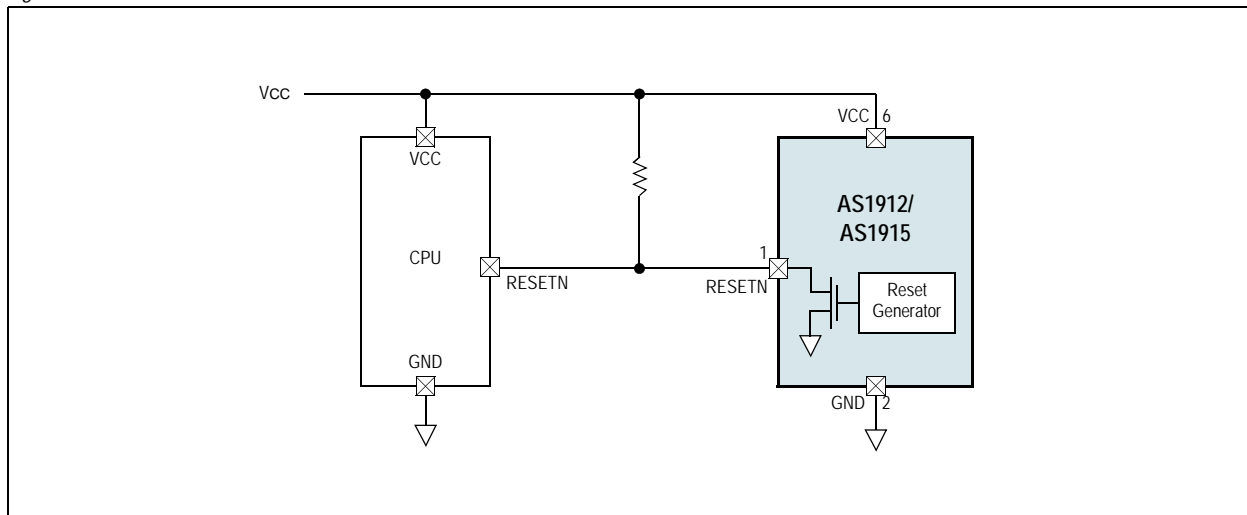 Vcc
VCC 6
VCC
AS1912/
AS1915
CPU
1
RESETN
RESETN
Reset
Generator
GND
GND 2